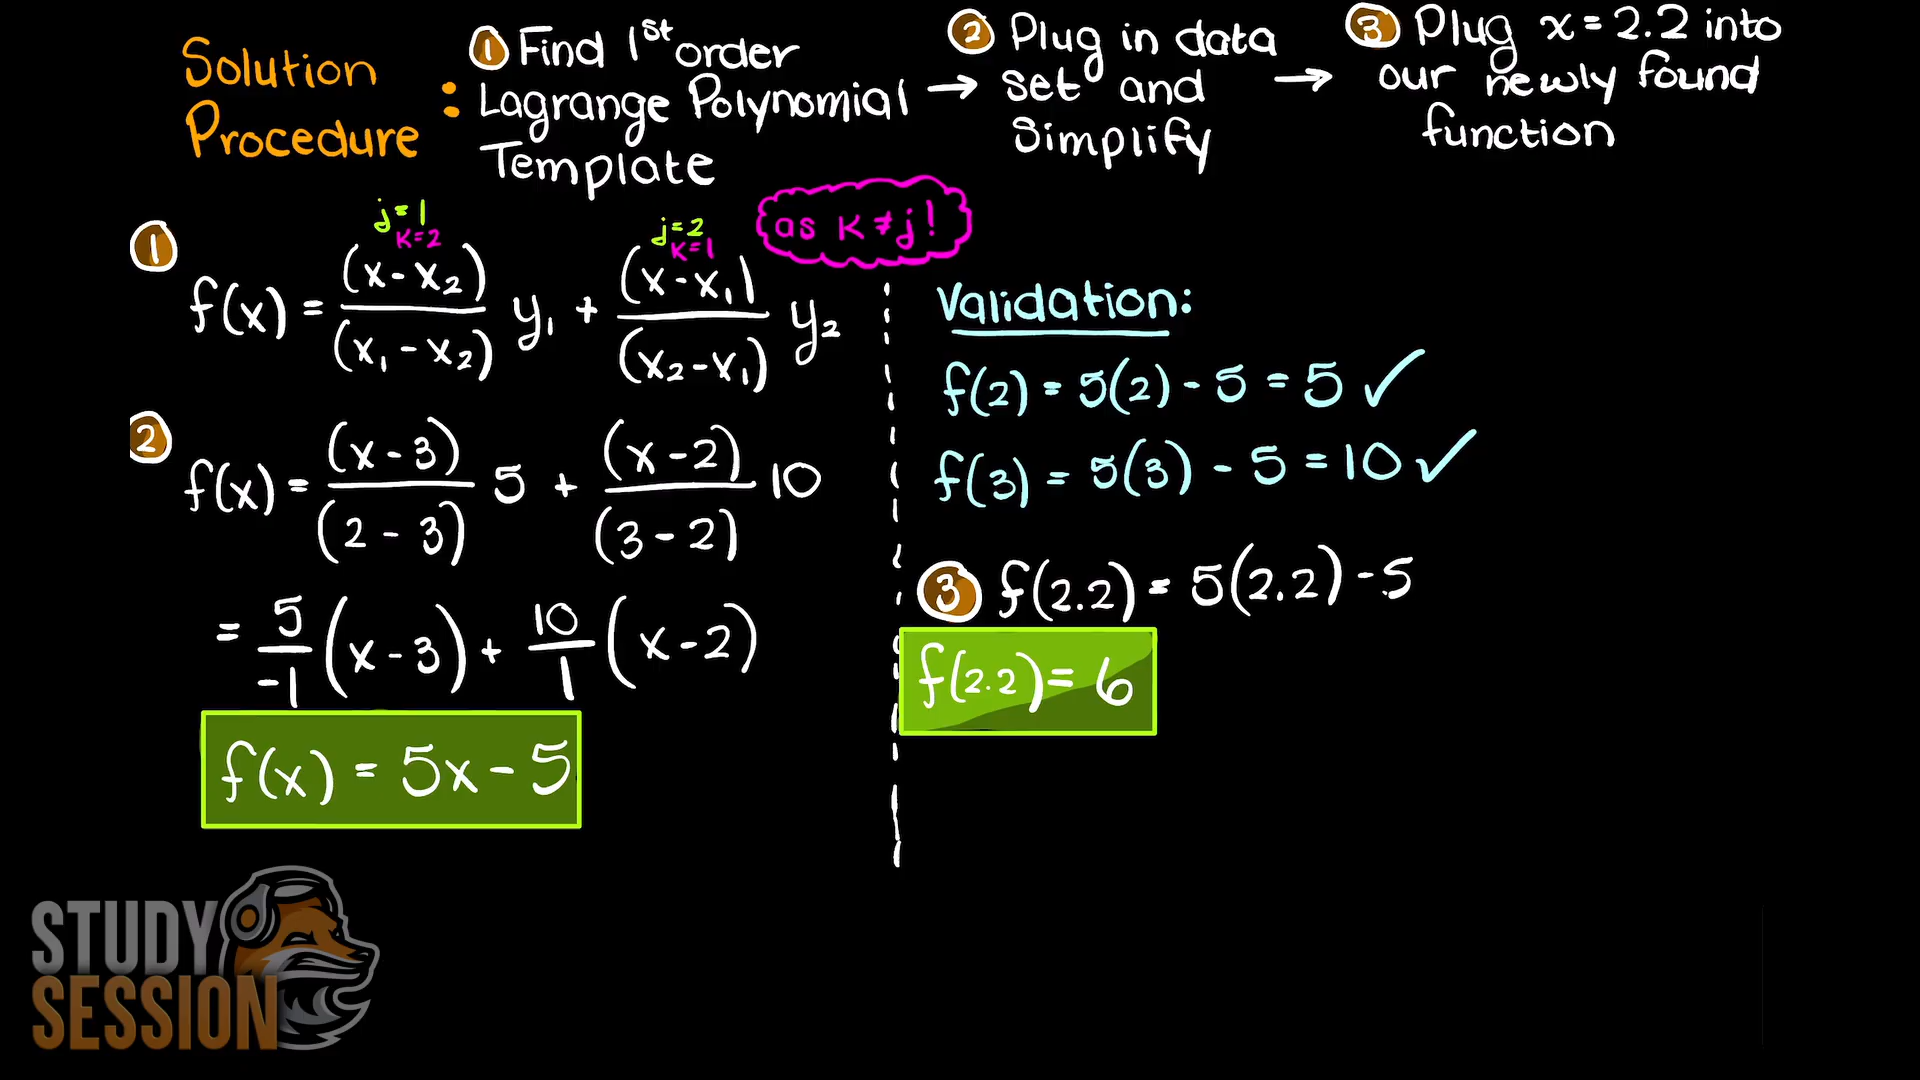 Solution
Procedure :
① Find 1st order
Lagrange Polynomial
Template
→
② Plug in data
set and
Simplify
→
③ Plug x = 2.2 into
our newly found
function
①
j=1
K=2
j=2
K=1
as K ≠ j!
f(x) = (x - x₂)/(x₁ - x₂) y₁ + (x - x₁)/(x₂ - x₁) y₂
②
f(x) = (x - 3)/(2 - 3) 5 + (x - 2)/(3 - 2) 10
= 5/-1 (x - 3) + 10/1 (x - 2)
f(x) = 5x - 5
Validation:
f(2) = 5(2) - 5 = 5 ✓
f(3) = 5(3) - 5 = 10 ✓
③ f(2.2) = 5(2.2) - 5
f(2.2) = 6
STUDY
SESSION